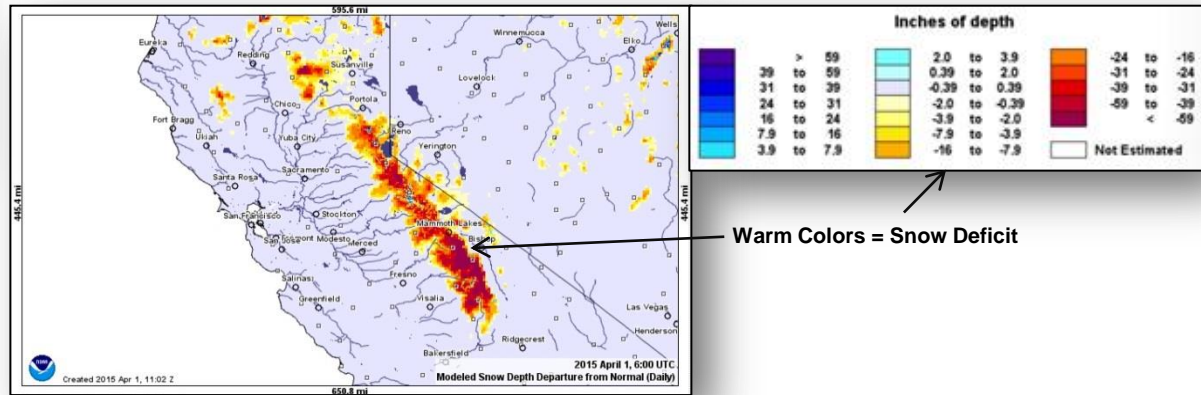 595.6 mi
Eureka
Redding
Susanville
Winnemucca
Elko
Wells
Lovelock
Portola
Chico
Fort Bragg
Reno
Ukiah
Yuba City
Yerington
Sacramento
Santa Rosa
445.4 mi
445.4 mi
San Francisco
Stockton
Mammoth Lakes
San Jose
Modesto
Bishop
Merced
Salinas
Fresno
Greenfield
Visalia
Las Vegas
Ridgecrest
Henderson
Bakersfield
2015 April 1, 6:00 UTC
noaa
Created 2015 Apr 1, 11:02 Z
Modeled Snow Depth Departure from Normal (Daily)
650.8 mi
Inches of depth
> 59
39 to 59
31 to 39
24 to 31
16 to 24
7.9 to 16
3.9 to 7.9
2.0 to 3.9
0.39 to 2.0
-0.39 to 0.39
-2.0 to -0.39
-3.9 to -2.0
-7.9 to -3.9
-16 to -7.9
-24 to -16
-31 to -24
-39 to -31
-59 to -39
< -59
Not Estimated
Warm Colors = Snow Deficit